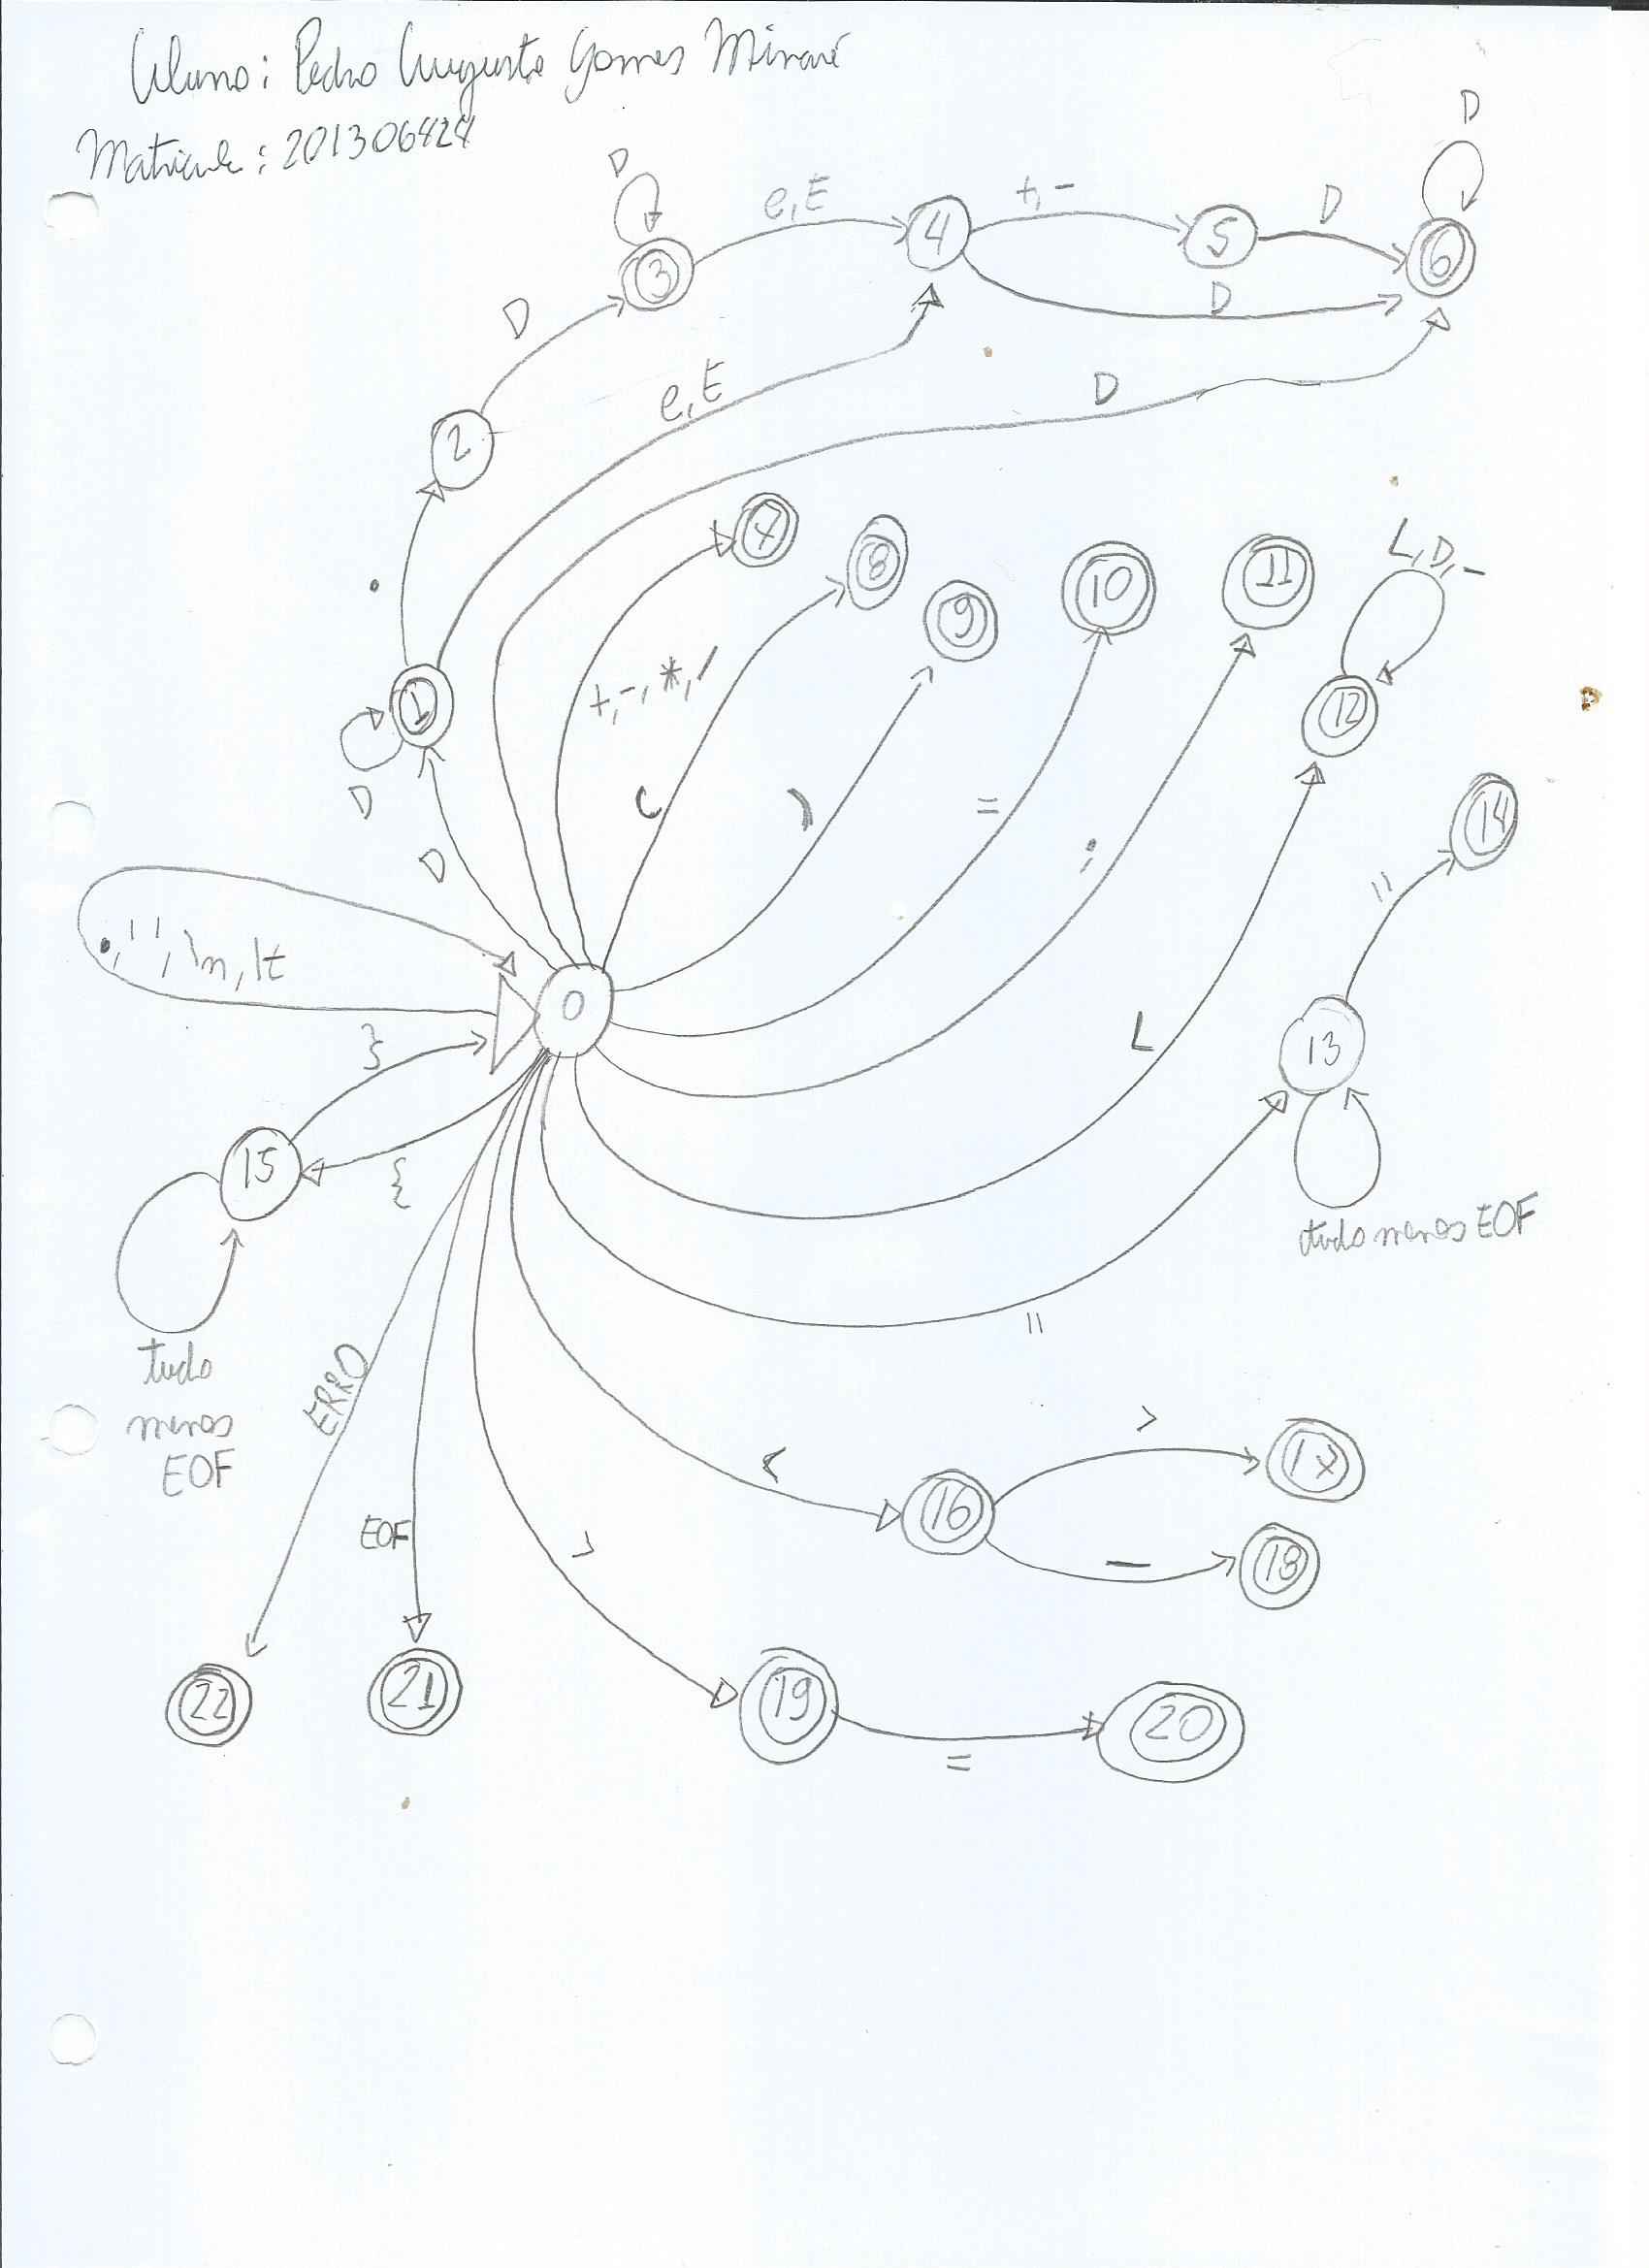 Aluno: Pedro Augusto Gomes
Matricula: 201306424
D
D
e,E
4
+,-
5
D
6
3
D
D
2
e,E
D
7
8
9
10
11
L,D,-
12
.
1
+,-,*,/
(
)
=
;
14
"
D
D
0
., ' ', \n, \t
L
13
}
15
{
"
tudo menos EOF
tudo
menos
EOF
ERRO
>
17
<
16
EOF
-
18
>
22
21
19
=
20